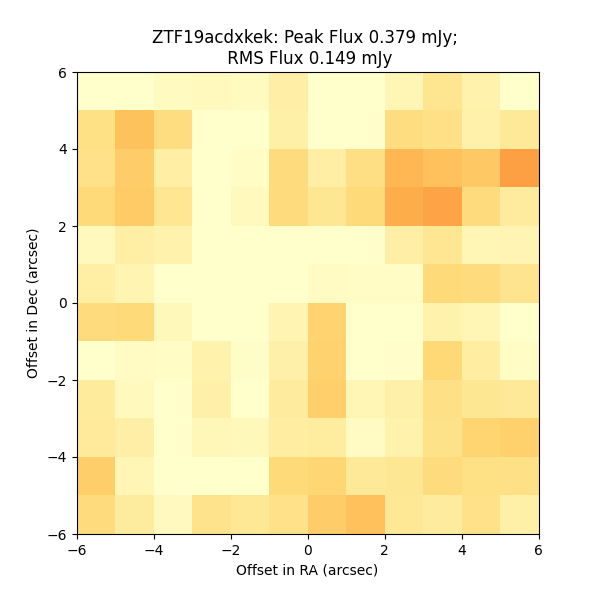 ZTF19acdxkek: Peak Flux 0.379 mJy;
RMS Flux 0.149 mJy
6
4
2
0
−2
−4
−6
Offset in Dec (arcsec)
−6 −4 −2 0 2 4 6
Offset in RA (arcsec)